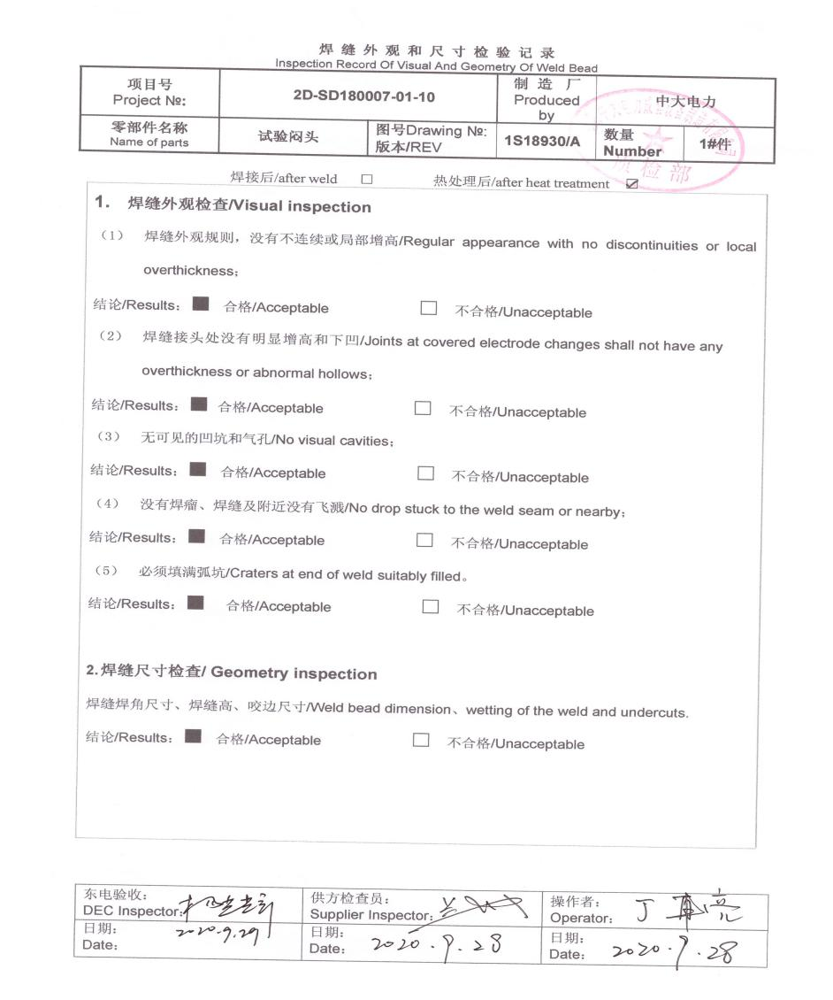 焊缝外观和尺寸检验记录
Inspection Record Of Visual And Geometry Of Weld Bead
项目号
Project №:
2D-SD180007-01-10
制造厂
Produced
by
中大电力
零部件名称
Name of parts
试验闷头
图号Drawing №:
版本/REV
1S18930/A
数量
Number
1#件
质检部
焊接后/after weld □ 热处理后/after heat treatment ☑
1. 焊缝外观检查/Visual inspection
（1） 焊缝外观规则，没有不连续或局部增高/Regular appearance with no discontinuities or local
overthickness；
结论/Results： ■ 合格/Acceptable □ 不合格/Unacceptable
（2） 焊缝接头处没有明显增高和下凹/Joints at covered electrode changes shall not have any
overthickness or abnormal hollows；
结论/Results： ■ 合格/Acceptable □ 不合格/Unacceptable
（3） 无可见的凹坑和气孔/No visual cavities；
结论/Results： ■ 合格/Acceptable □ 不合格/Unacceptable
（4） 没有焊瘤、焊缝及附近没有飞溅/No drop stuck to the weld seam or nearby；
结论/Results： ■ 合格/Acceptable □ 不合格/Unacceptable
（5） 必须填满弧坑/Craters at end of weld suitably filled。
结论/Results： ■ 合格/Acceptable □ 不合格/Unacceptable
2.焊缝尺寸检查/ Geometry inspection
焊缝焊角尺寸、焊缝高、咬边尺寸/Weld bead dimension、wetting of the weld and undercuts.
结论/Results： ■ 合格/Acceptable □ 不合格/Unacceptable
东电验收：
DEC Inspector:
供方检查员：
Supplier Inspector：
操作者：
Operator：
丁
亮
日期：
Date：
2020.9.29
日期：
Date：
2020.9.28
日期：
Date：
2020.9.28